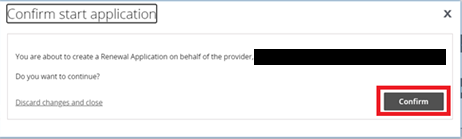 Confirm start application
X
You are about to create a Renewal Application on behalf of the provider,
Do you want to continue?
Discard changes and close
Confirm